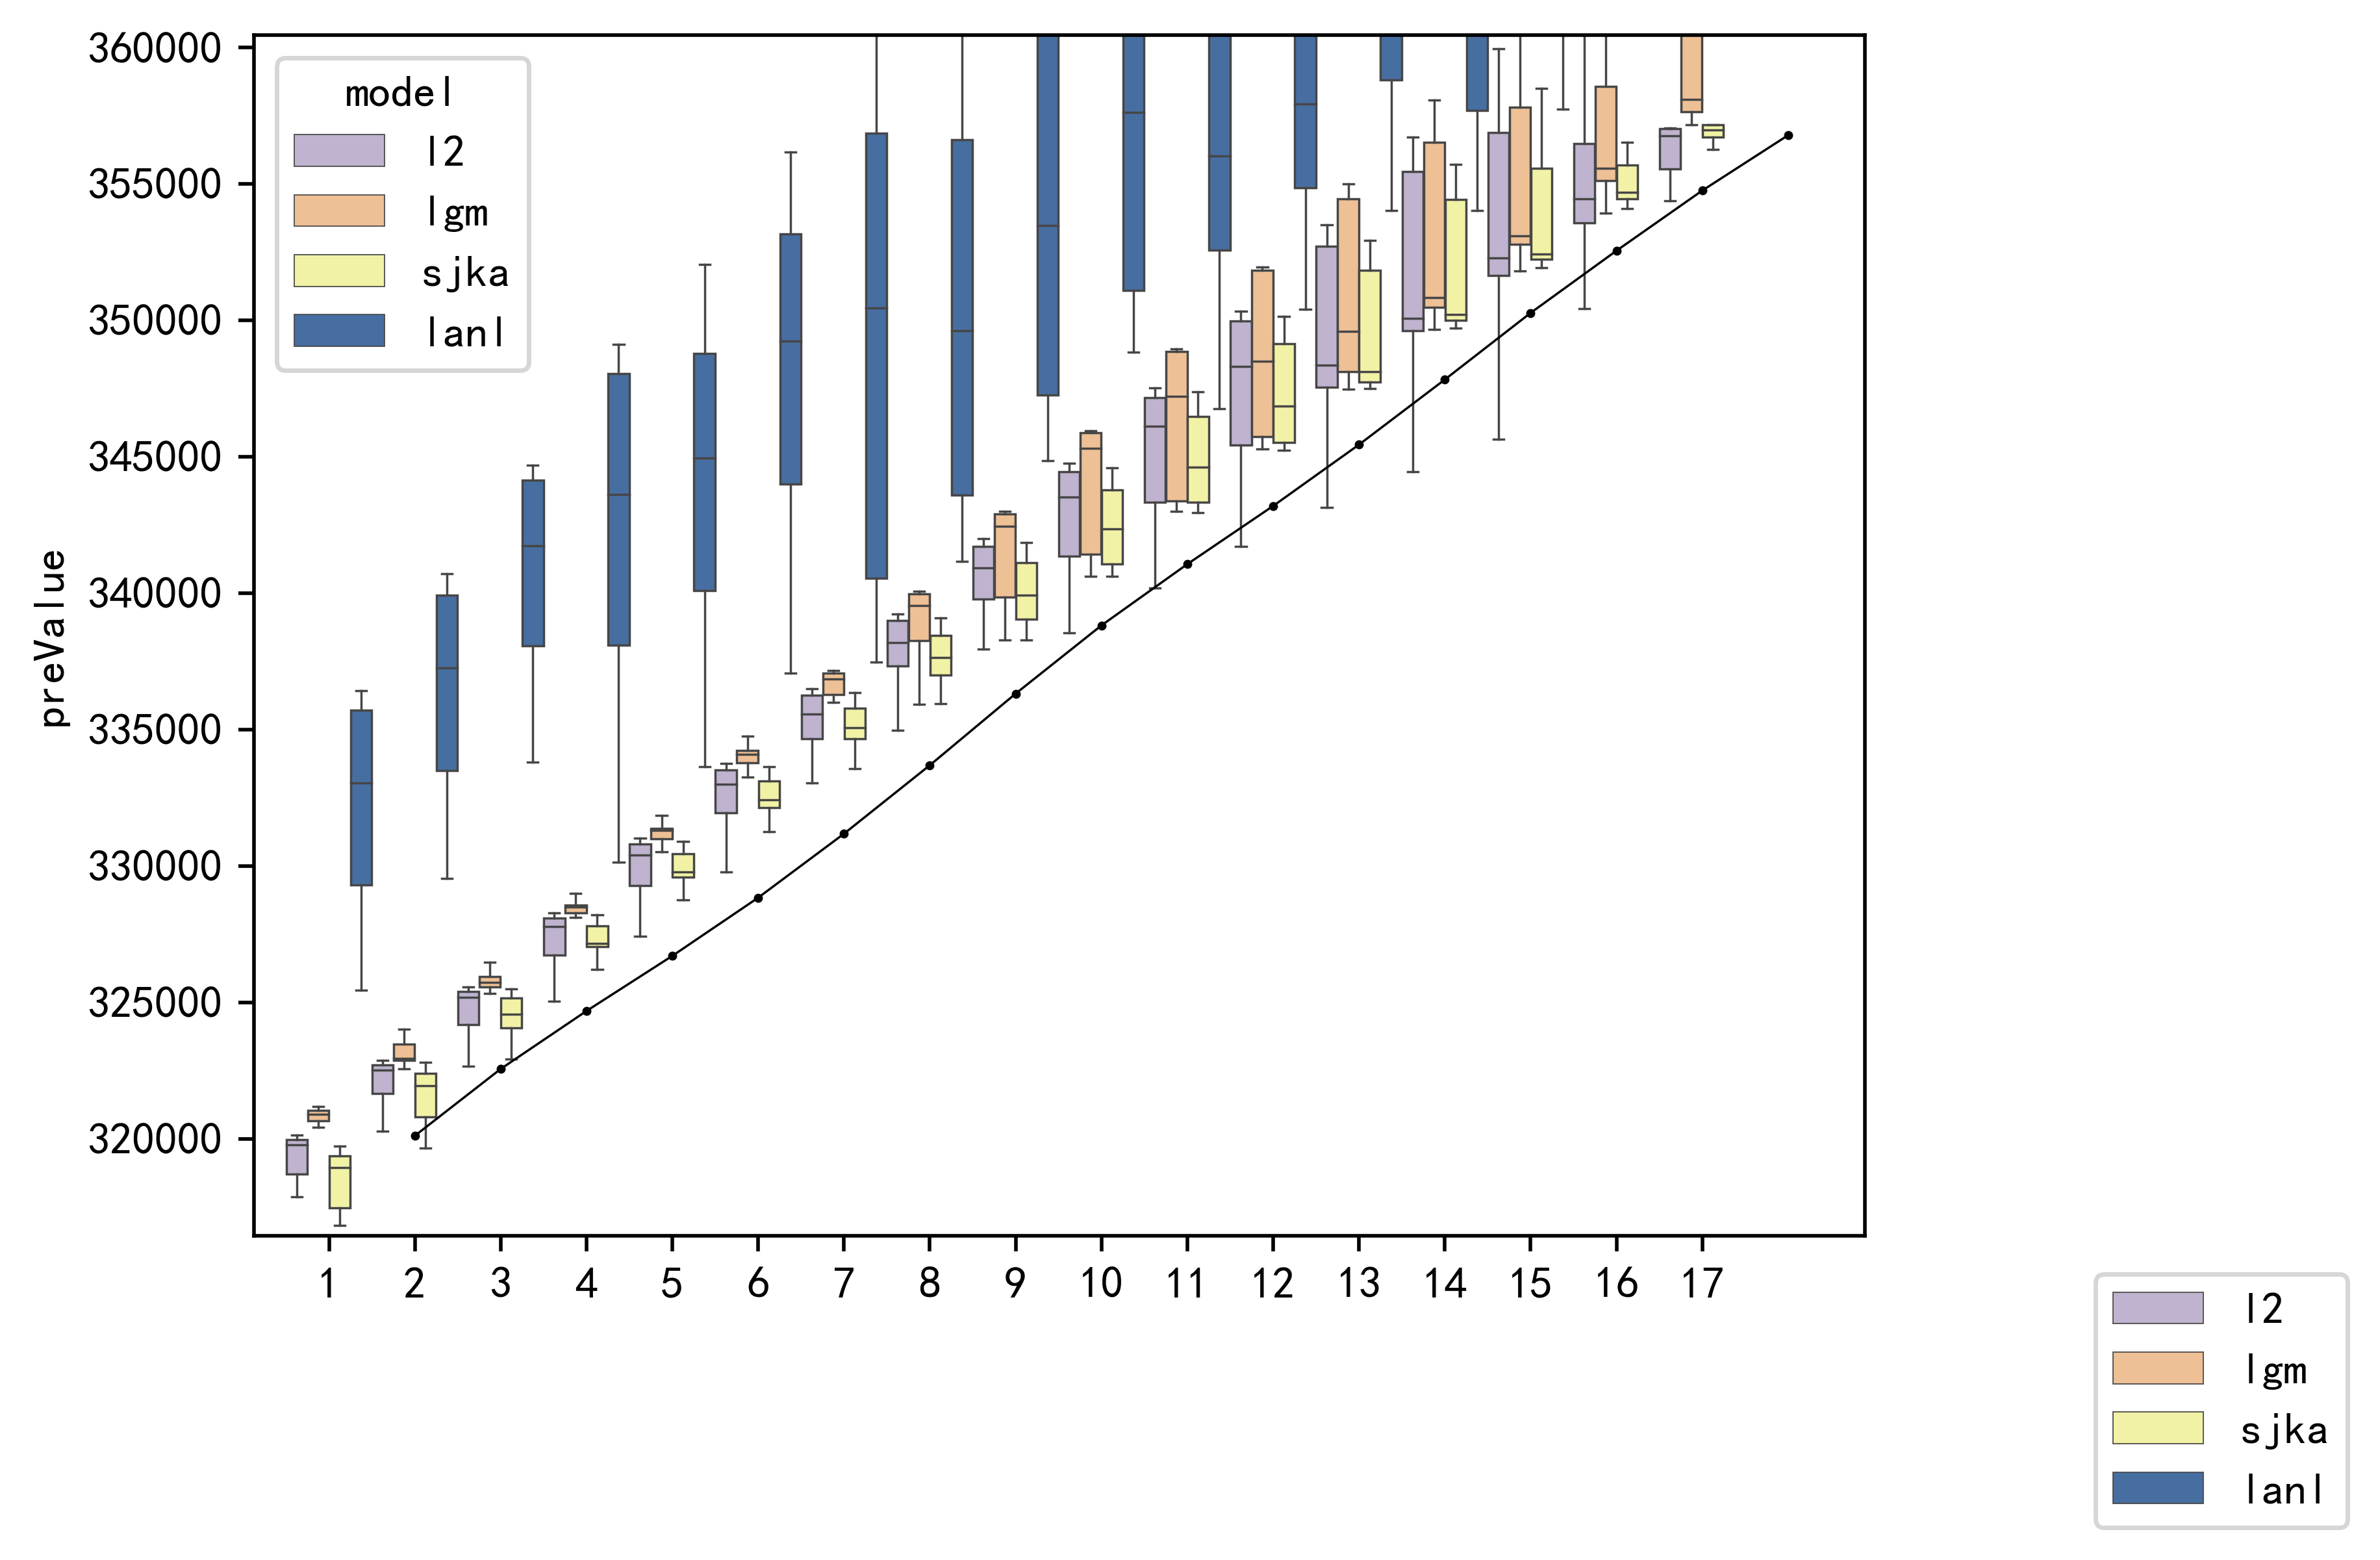 model
l2
lgm
sjka
lanl
preValue
360000
355000
350000
345000
340000
335000
330000
325000
320000
1 2 3 4 5 6 7 8 9 10 11 12 13 14 15 16 17
l2
lgm
sjka
lanl